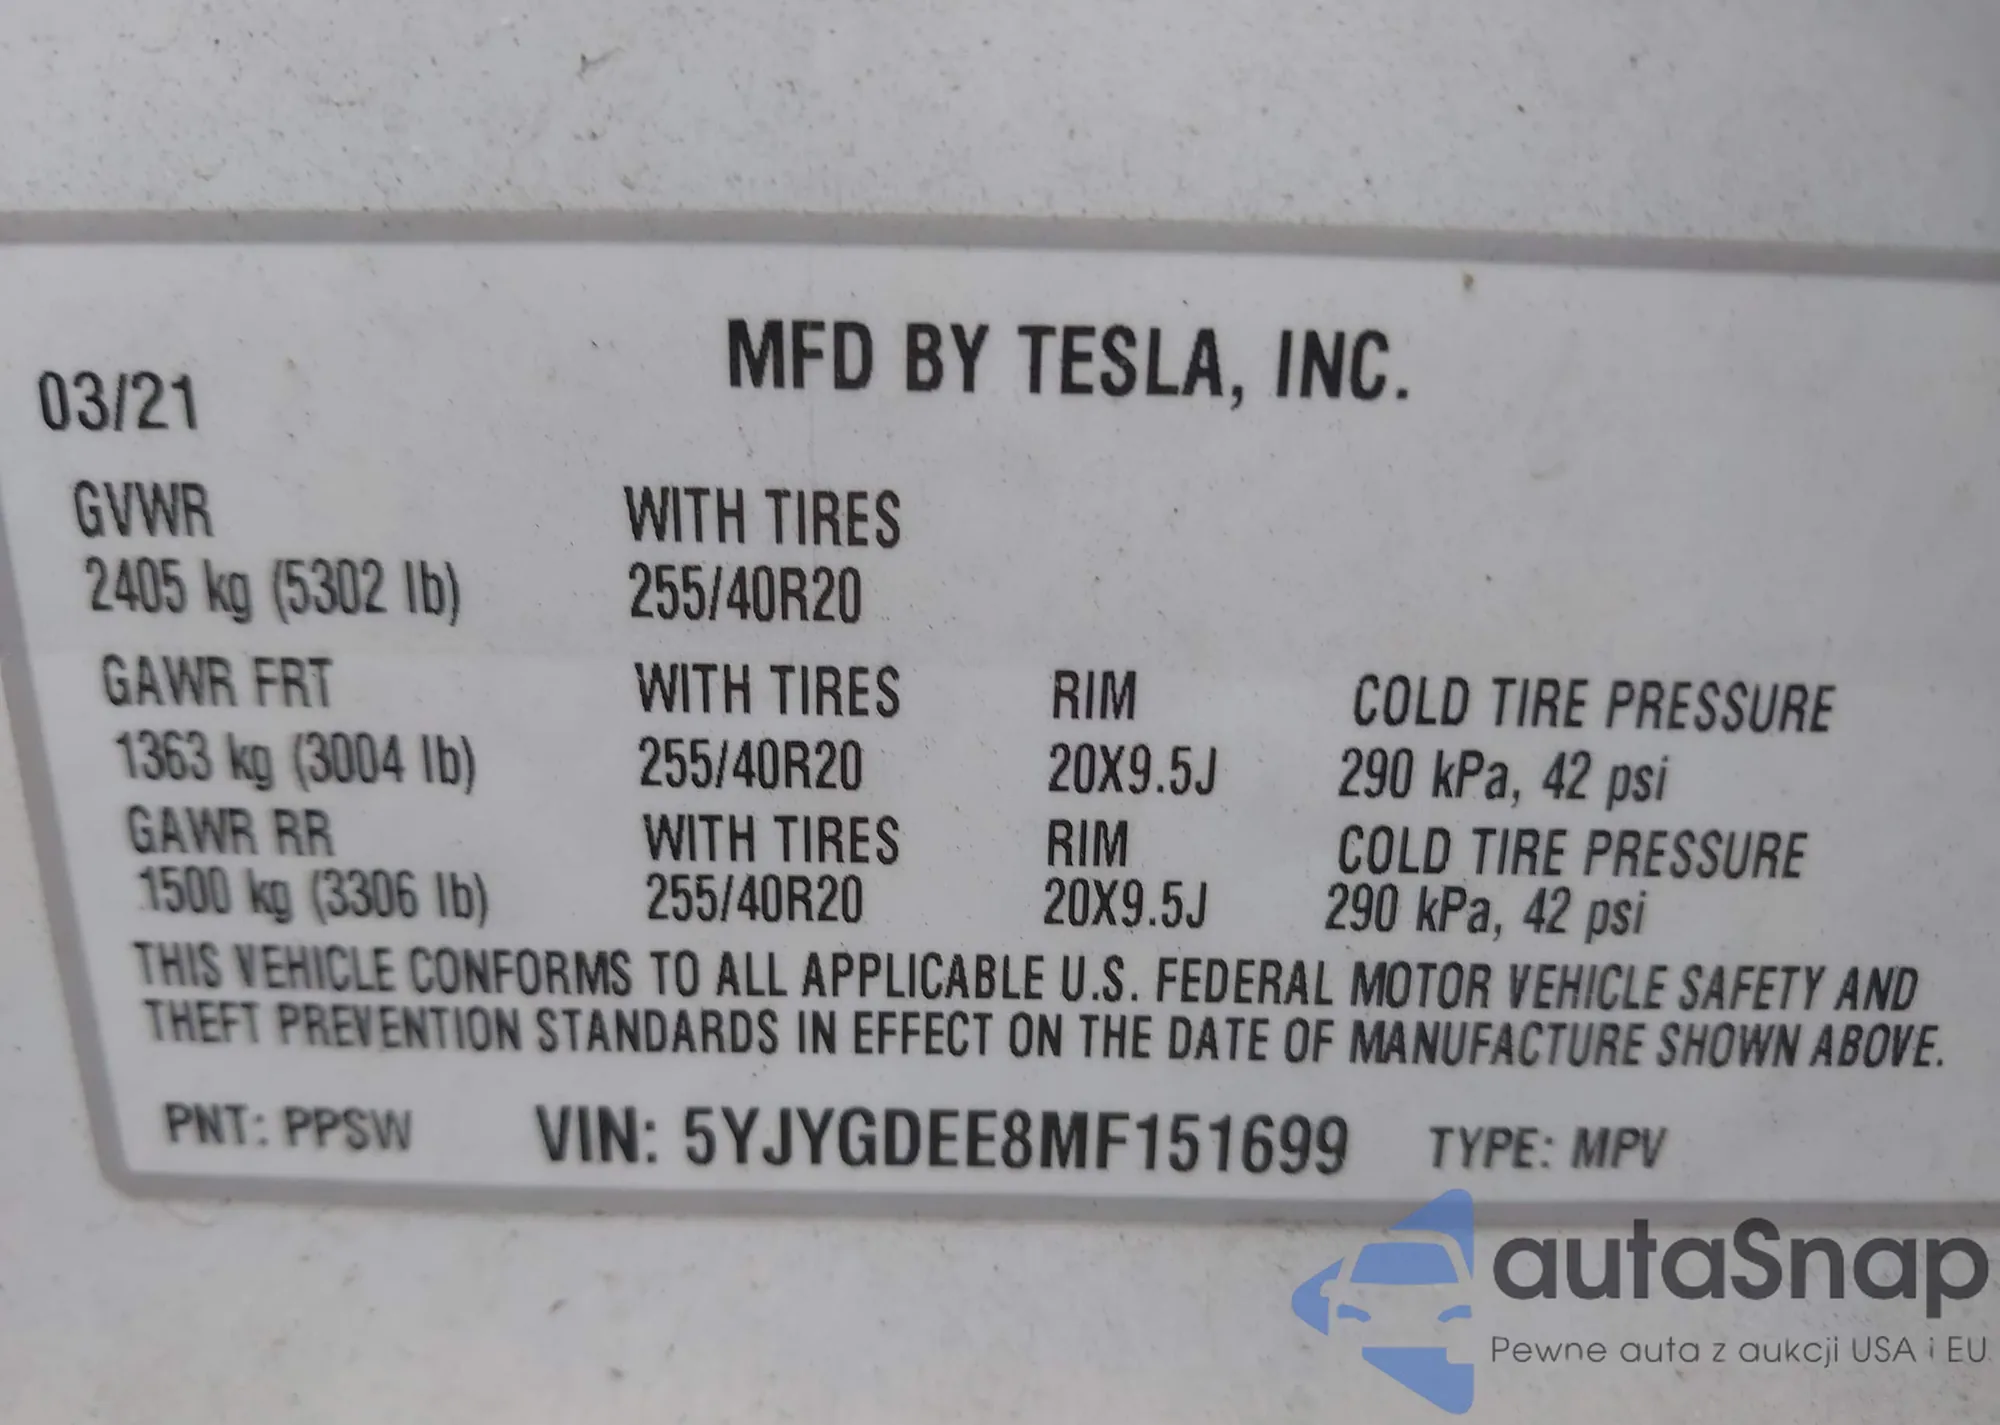 MFD BY TESLA, INC.
03/21
GVWR WITH TIRES
2405 kg (5302 lb) 255/40R20
GAWR FRT WITH TIRES RIM COLD TIRE PRESSURE
1363 kg (3004 lb) 255/40R20 20X9.5J 290 kPa, 42 psi
GAWR RR WITH TIRES RIM COLD TIRE PRESSURE
1500 kg (3306 lb) 255/40R20 20X9.5J 290 kPa, 42 psi
THIS VEHICLE CONFORMS TO ALL APPLICABLE U.S. FEDERAL MOTOR VEHICLE SAFETY AND
THEFT PREVENTION STANDARDS IN EFFECT ON THE DATE OF MANUFACTURE SHOWN ABOVE.
PNT: PPSW VIN: 5YJYGDEE8MF151699 TYPE: MPV
autaSnap
Pewne auta z aukcji USA i EU